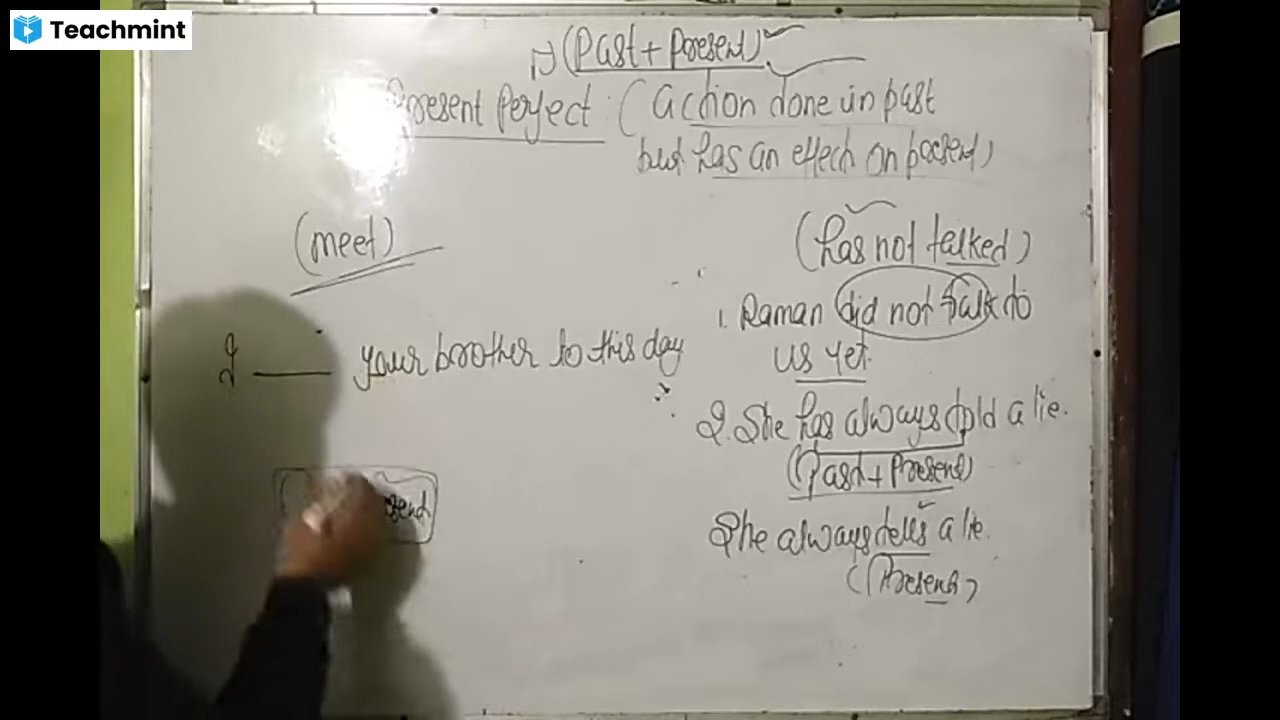 Teachmint
(Past + Present)
Present Perfect : (action done in past
but has an effect on present)
(meet)
I ____ your brother to this day
(has not talked)
1. Raman did not talk to
us yet.
2. She has always told a lie.
(Past + Present)
She always tells a lie.
(Present)